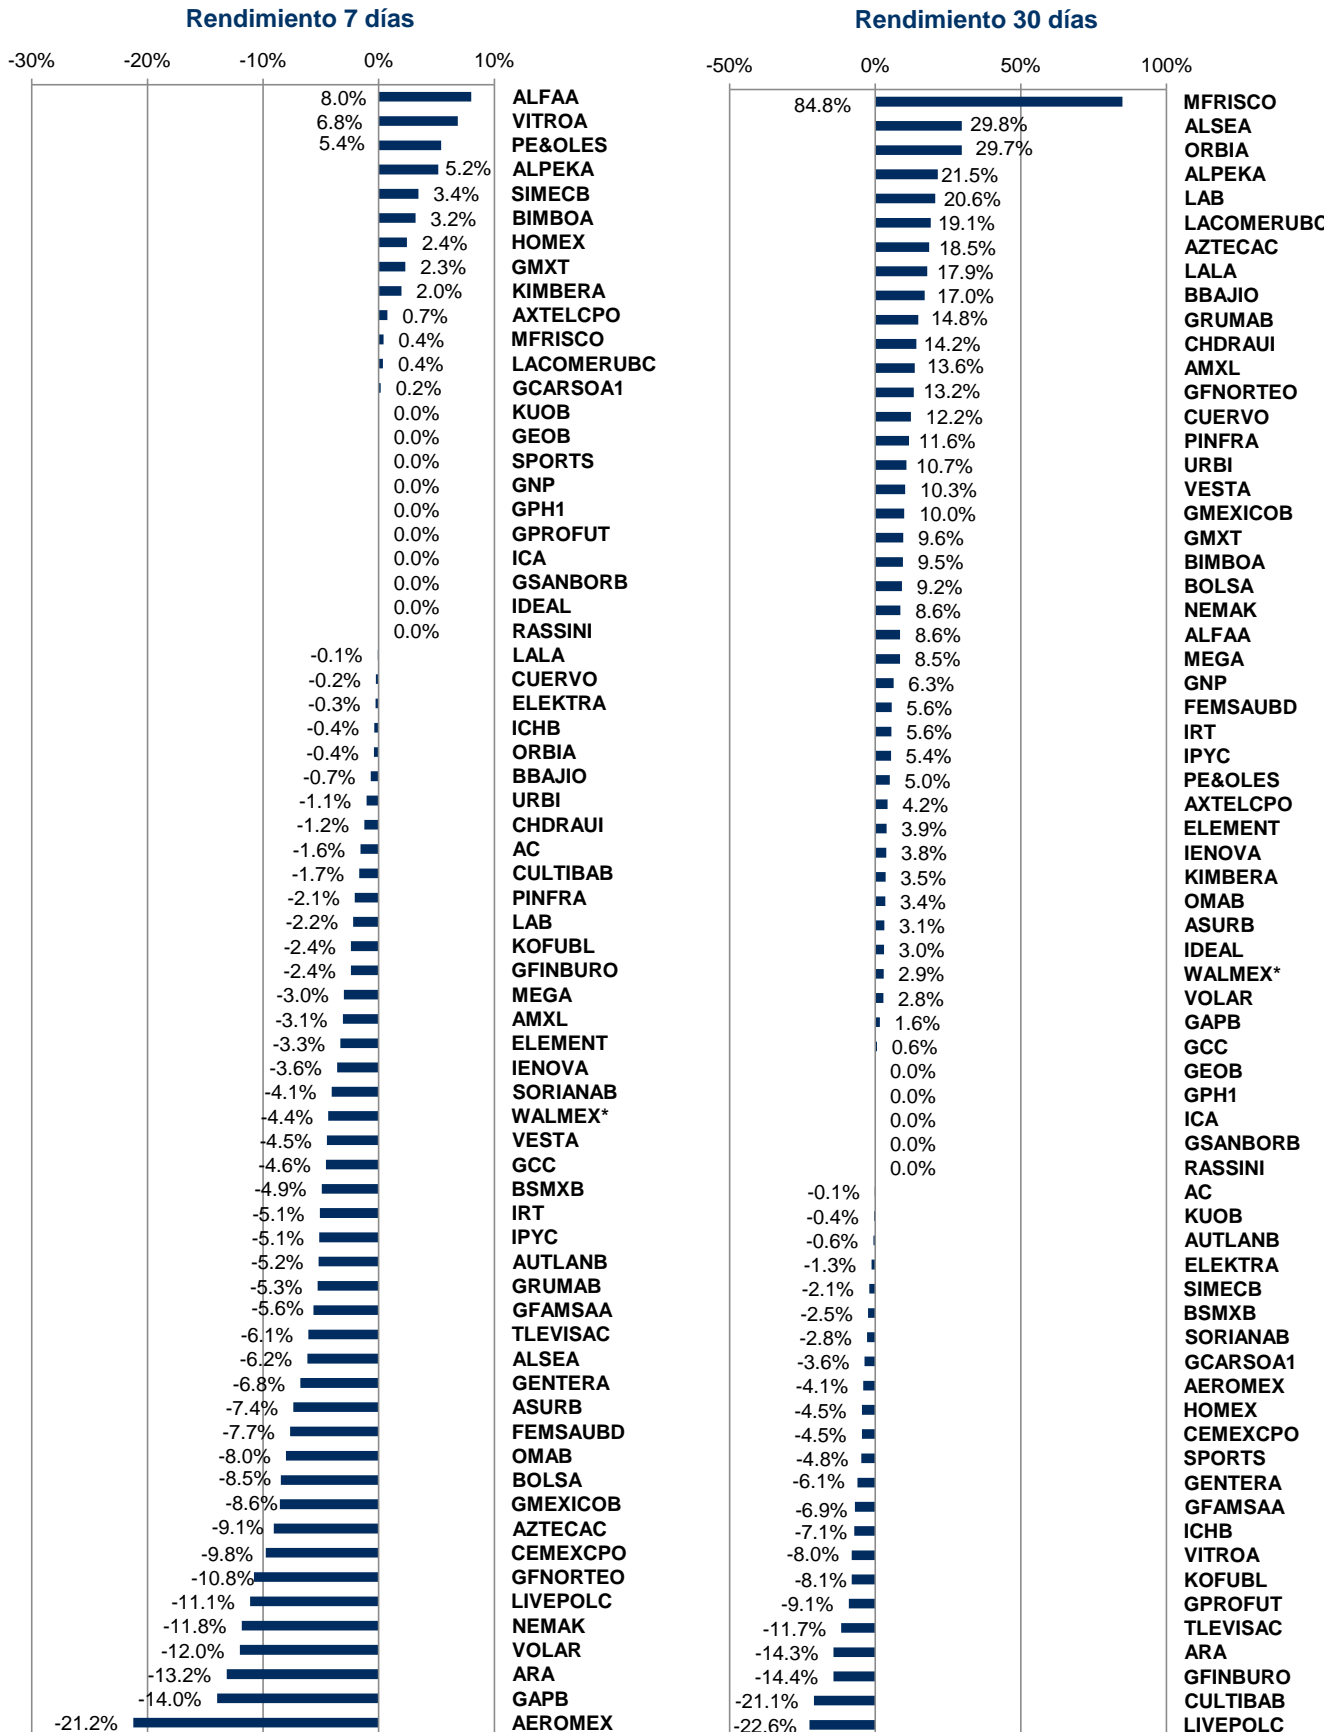 Rendimiento 7 días
-30% -20% -10% 0% 10%
8.0% ALFAA
6.8% VITROA
5.4% PE&OLES
5.2% ALPEKA
3.4% SIMECB
3.2% BIMBOA
2.4% HOMEX
2.3% GMXT
2.0% KIMBERA
0.7% AXTELCPO
0.4% MFRISCO
0.4% LACOMERUBC
0.2% GCARSOA1
0.0% KUOB
0.0% GEOB
0.0% SPORTS
0.0% GNP
0.0% GPH1
0.0% GPROFUT
0.0% ICA
0.0% GSANBORB
0.0% IDEAL
0.0% RASSINI
-0.1% LALA
-0.2% CUERVO
-0.3% ELEKTRA
-0.4% ICHB
-0.4% ORBIA
-0.7% BBAJIO
-1.1% URBI
-1.2% CHDRAUI
-1.6% AC
-1.7% CULTIBAB
-2.1% PINFRA
-2.2% LAB
-2.4% KOFUBL
-2.4% GFINBURO
-3.0% MEGA
-3.1% AMXL
-3.3% ELEMENT
-3.6% IENOVA
-4.1% SORIANAB
-4.4% WALMEX*
-4.5% VESTA
-4.6% GCC
-4.9% BSMXB
-5.1% IRT
-5.1% IPYC
-5.2% AUTLANB
-5.3% GRUMAB
-5.6% GFAMSAA
-6.1% TLEVISAC
-6.2% ALSEA
-6.8% GENTERA
-7.4% ASURB
-7.7% FEMSAUBD
-8.0% OMAB
-8.5% BOLSA
-8.6% GMEXICOB
-9.1% AZTECAC
-9.8% CEMEXCPO
-10.8% GFNORTEO
-11.1% LIVEPOLC
-11.8% NEMAK
-12.0% VOLAR
-13.2% ARA
-14.0% GAPB
-21.2% AEROMEX
Rendimiento 30 días
-50% 0% 50% 100%
84.8% MFRISCO
29.8% ALSEA
29.7% ORBIA
21.5% ALPEKA
20.6% LAB
19.1% LACOMERUBC
18.5% AZTECAC
17.9% LALA
17.0% BBAJIO
14.8% GRUMAB
14.2% CHDRAUI
13.6% AMXL
13.2% GFNORTEO
12.2% CUERVO
11.6% PINFRA
10.7% URBI
10.3% VESTA
10.0% GMEXICOB
9.6% GMXT
9.5% BIMBOA
9.2% BOLSA
8.6% NEMAK
8.6% ALFAA
8.5% MEGA
6.3% GNP
5.6% FEMSAUBD
5.6% IRT
5.4% IPYC
5.0% PE&OLES
4.2% AXTELCPO
3.9% ELEMENT
3.8% IENOVA
3.5% KIMBERA
3.4% OMAB
3.1% ASURB
3.0% IDEAL
2.9% WALMEX*
2.8% VOLAR
1.6% GAPB
0.6% GCC
0.0% GEOB
0.0% GPH1
0.0% ICA
0.0% GSANBORB
0.0% RASSINI
-0.1% AC
-0.4% KUOB
-0.6% AUTLANB
-1.3% ELEKTRA
-2.1% SIMECB
-2.5% BSMXB
-2.8% SORIANAB
-3.6% GCARSOA1
-4.1% AEROMEX
-4.5% HOMEX
-4.5% CEMEXCPO
-4.8% SPORTS
-6.1% GENTERA
-6.9% GFAMSAA
-7.1% ICHB
-8.0% VITROA
-8.1% KOFUBL
-9.1% GPROFUT
-11.7% TLEVISAC
-14.3% ARA
-14.4% GFINBURO
-21.1% CULTIBAB
-22.6% LIVEPOLC